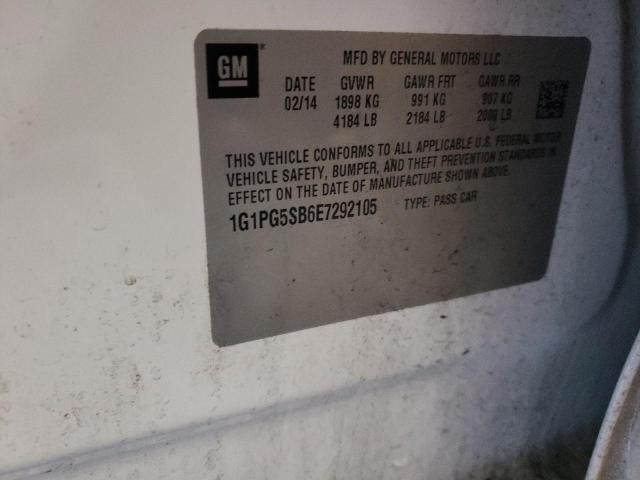 GM
MFD BY GENERAL MOTORS LLC
DATE GVWR GAWR FRT GAWR RR
02/14 1898 KG 991 KG 907 KG
4184 LB 2184 LB 2000 LB
THIS VEHICLE CONFORMS TO ALL APPLICABLE U.S. FEDERAL MOTOR
VEHICLE SAFETY, BUMPER, AND THEFT PREVENTION STANDARDS IN
EFFECT ON THE DATE OF MANUFACTURE SHOWN ABOVE.
1G1PG5SB6E7292105 TYPE: PASS CAR